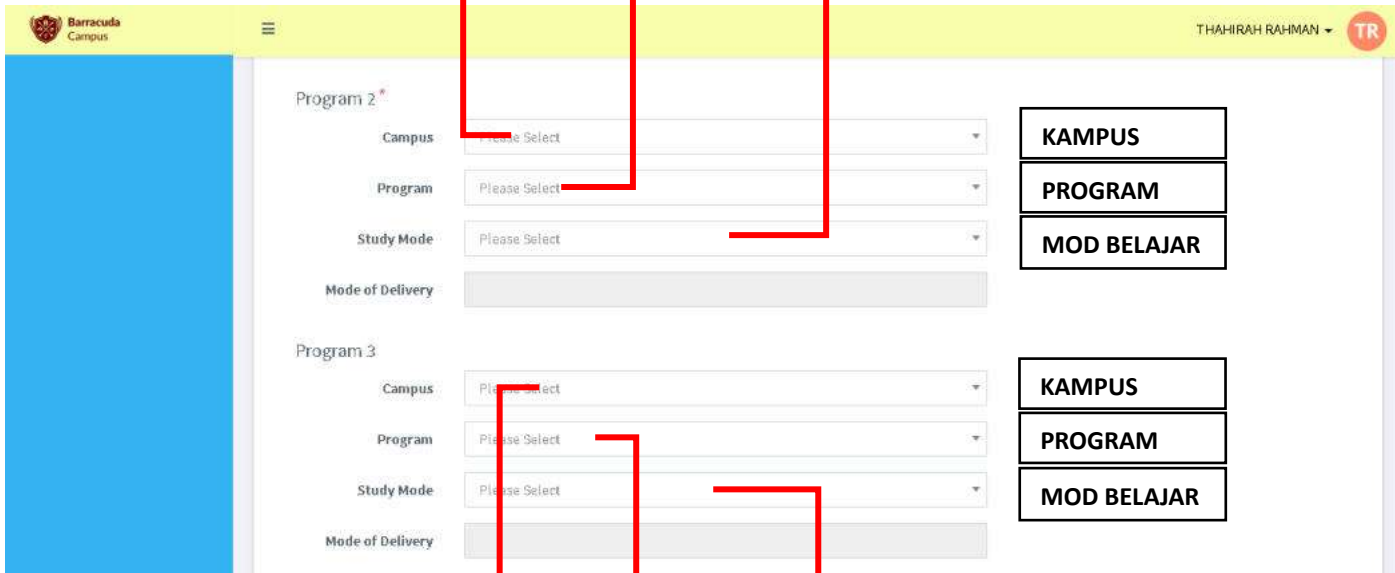 Barracuda
Campus
☰
THAHIRAH RAHMAN
TR
Program 2*
Campus Please Select KAMPUS
Program Please Select PROGRAM
Study Mode Please Select MOD BELAJAR
Mode of Delivery
Program 3
Campus Please Select KAMPUS
Program Please Select PROGRAM
Study Mode Please Select MOD BELAJAR
Mode of Delivery